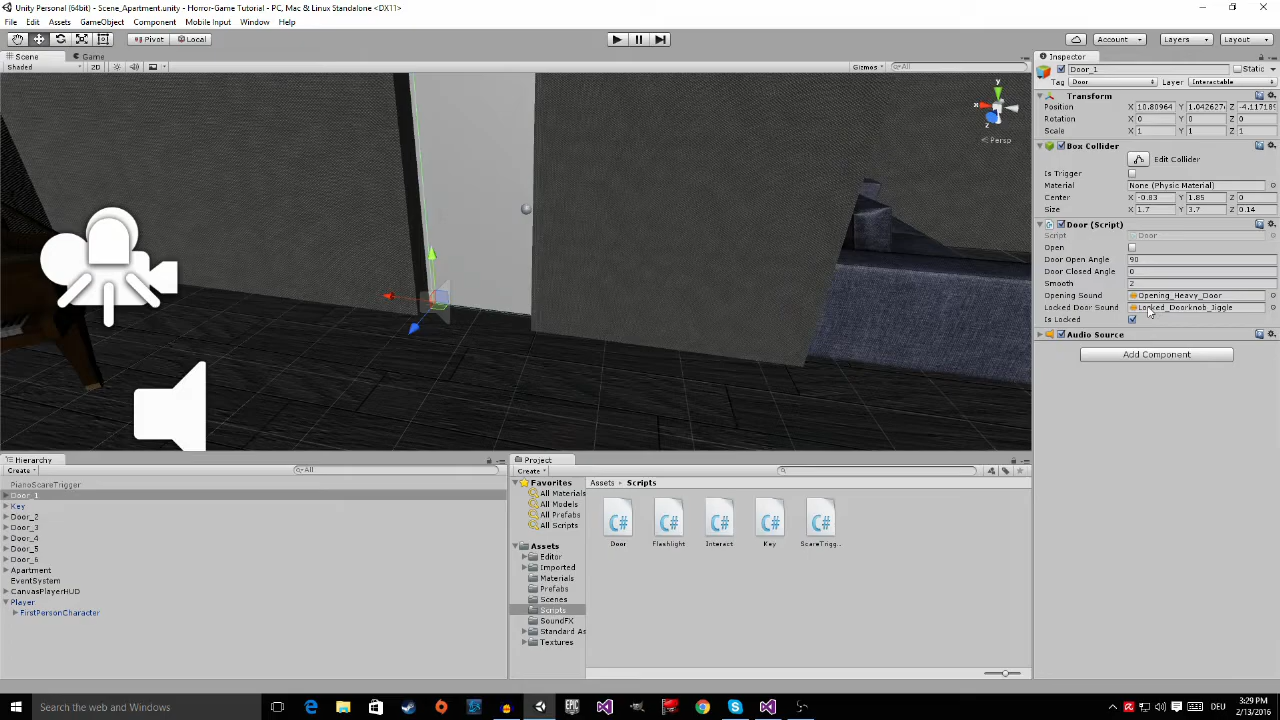 Unity Personal (64bit) - Scene_Apartment.unity - Horror-Game Tutorial - PC, Mac & Linux Standalone <DX11>
File Edit Assets GameObject Component Mobile Input Window Help
Pivot Local Account Layers Layout
Scene Game
Shaded 2D Gizmos All
y
x
z
Persp
Inspector
Door_1 Static
Tag Door Layer Interactable
Transform
Position X 10.80964 Y 1.042627 Z -4.11718
Rotation X 0 Y 0 Z 0
Scale X 1 Y 1 Z 1
Box Collider
Edit Collider
Is Trigger
Material None (Physic Material)
Center X -0.83 Y 1.85 Z 0
Size X 1.7 Y 3.7 Z 0.14
Door (Script)
Script Door
Open
Door Open Angle 90
Door Closed Angle 0
Smooth 2
Opening Sound Opening_Heavy_Door
Locked Door Sound Locked_Doorknob_Jiggle
Is Locked
Audio Source
Add Component
Hierarchy
Create All
PianoScareTrigger
Door_1
Key
Door_2
Door_3
Door_4
Door_5
Door_6
Apartment
EventSystem
CanvasPlayerHUD
Player
FirstPersonCharacter
Project
Create
Favorites
All Materials
All Models
All Prefabs
All Scripts
Assets
Editor
Imported
Materials
Prefabs
Scenes
Scripts
SoundFX
Standard As
Textures
Assets Scripts
C# C# C# C# C#
Door Flashlight Interact Key ScareTrigg..
Search the web and Windows
EPIC
3:29 PM
2/13/2016